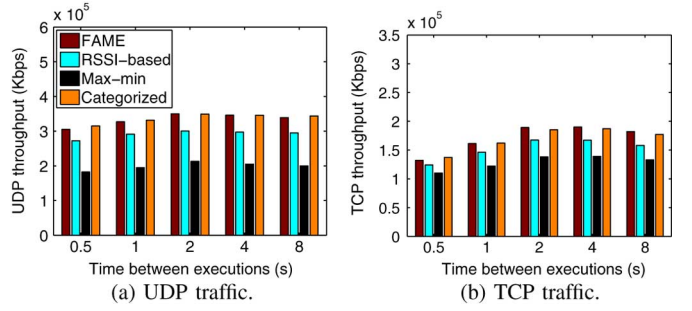 x 10^5
6
5
4
3
2
1
0
UDP throughput (Kbps)
FAME
RSSI-based
Max-min
Categorized
0.5 1 2 4 8
Time between executions (s)
(a) UDP traffic.
x 10^5
3.5
3
2.5
2
1.5
1
0.5
0
TCP throughput (Kbps)
0.5 1 2 4 8
Time between executions (s)
(b) TCP traffic.